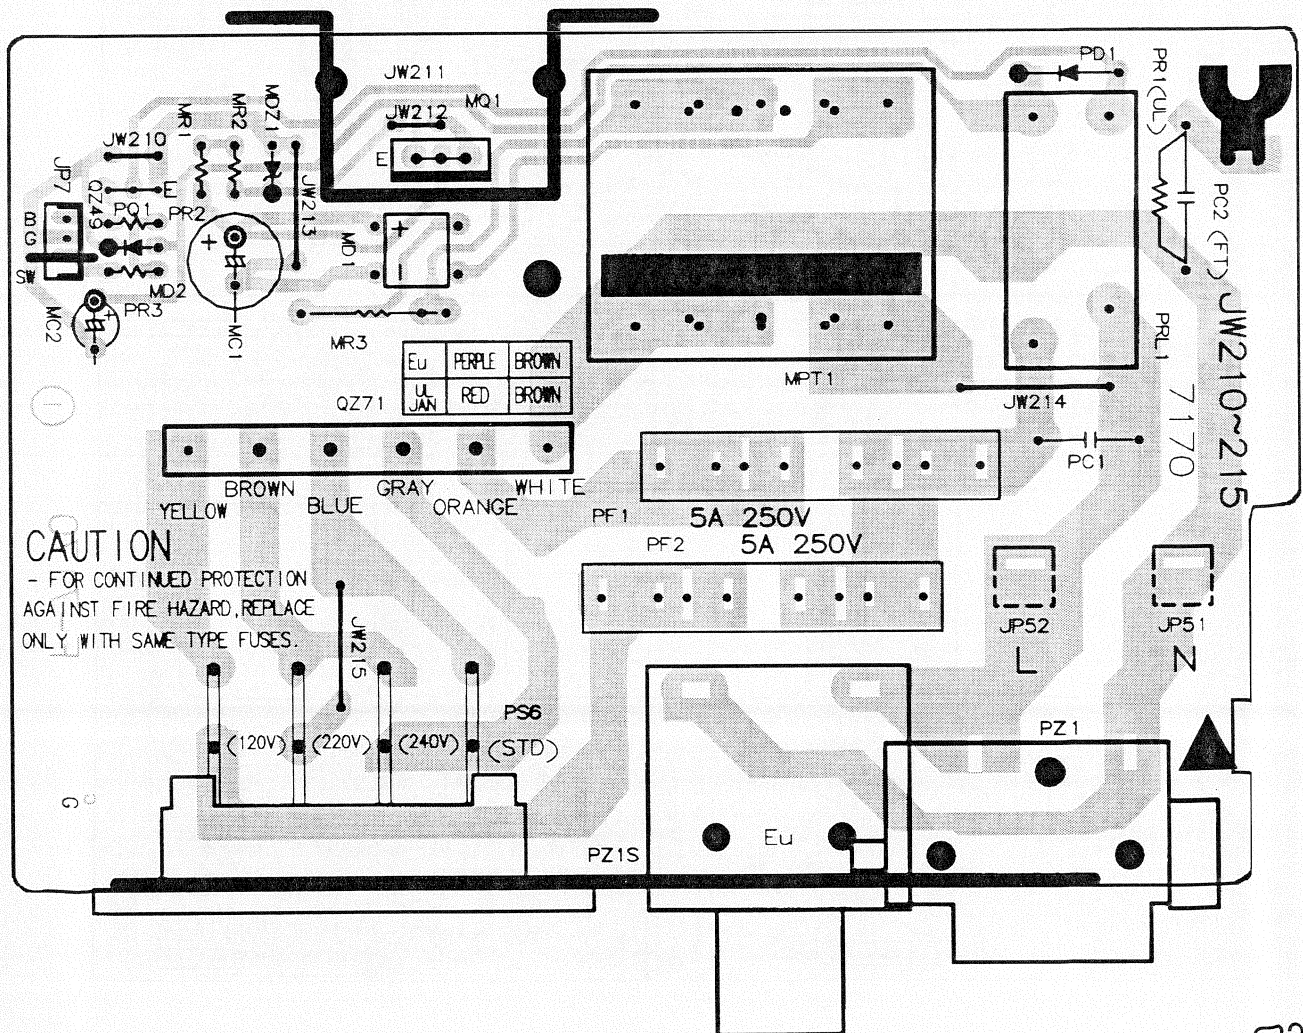 JW211
JW212
MQ1
E
PD1
PR1(UL)
PC2 (FT)
MR1
MR2
MDZ1
JW210
JP7
QZ49
E
PQ1
PR2
B
G
SW
+
MD2
PR3
MC2
+
MC1
JW213
MD1
+
-
MR3
Eu PERPLE BROWN
UL JAN RED BROWN
QZ71
MPT1
PRL1
JW214
JW210~215
7170
PC1
BROWN GRAY WHITE
YELLOW BLUE ORANGE
PF1 5A 250V
PF2 5A 250V
CAUTION
- FOR CONTINUED PROTECTION
AGAINST FIRE HAZARD, REPLACE
ONLY WITH SAME TYPE FUSES.
JW215
JP52
L
JP51
N
PS6
(120V) (220V) (240V) (STD)
PZ1
Eu
PZ1S
G